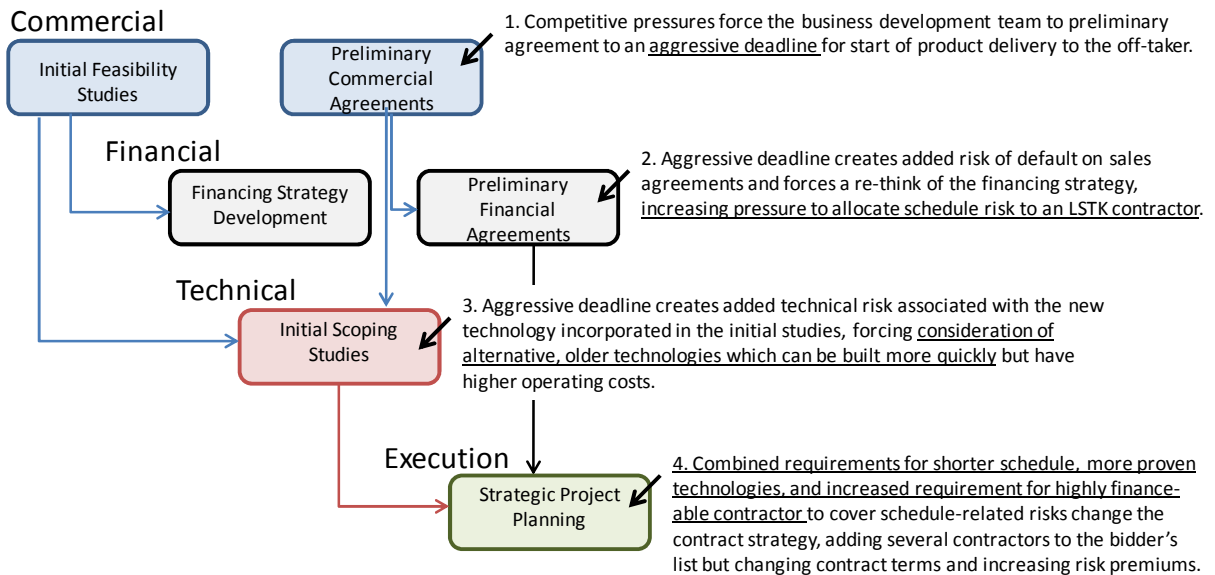 Commercial
1. Competitive pressures force the business development team to preliminary
agreement to an aggressive deadline for start of product delivery to the off-taker.
Initial Feasibility
Studies
Preliminary
Commercial
Agreements
Financial
2. Aggressive deadline creates added risk of default on sales
agreements and forces a re-think of the financing strategy,
increasing pressure to allocate schedule risk to an LSTK contractor.
Financing Strategy
Development
Preliminary
Financial
Agreements
Technical
3. Aggressive deadline creates added technical risk associated with the new
technology incorporated in the initial studies, forcing consideration of
alternative, older technologies which can be built more quickly but have
higher operating costs.
Initial Scoping
Studies
Execution
4. Combined requirements for shorter schedule, more proven
technologies, and increased requirement for highly finance-
able contractor to cover schedule-related risks change the
contract strategy, adding several contractors to the bidder's
list but changing contract terms and increasing risk premiums.
Strategic Project
Planning